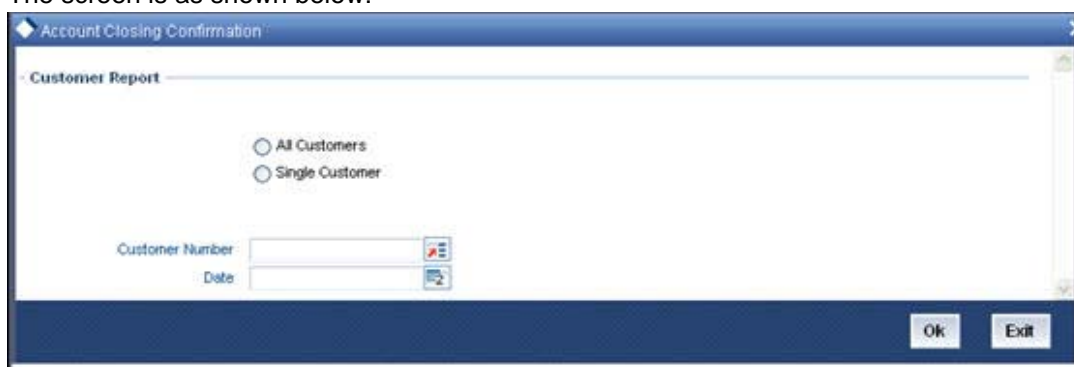 The screen is as shown below:
Account Closing Confirmation
Customer Report
All Customers
Single Customer
Customer Number
Date
Ok Exit